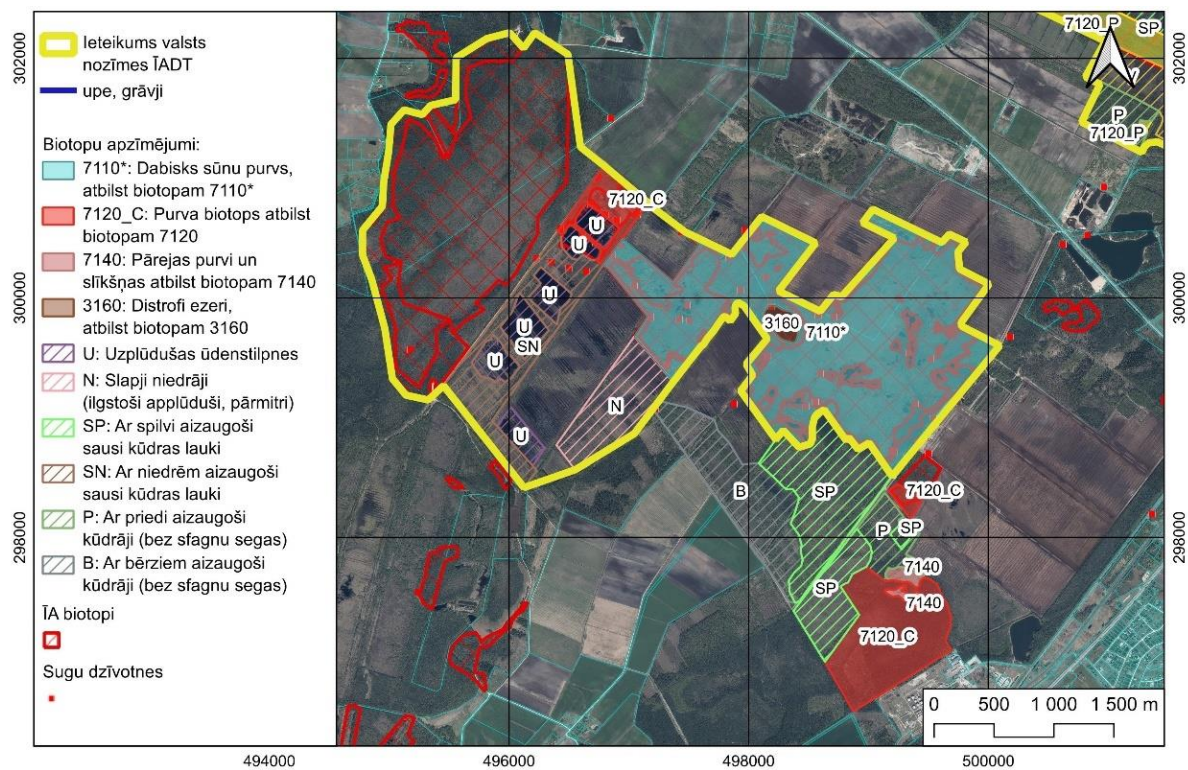 Ieteikums valsts
nozīmes ĪADT
upe, grāvji
Biotopu apzīmējumi:
7110*: Dabisks sūnu purvs,
atbilst biotopam 7110*
7120_C: Purva biotops atbilst
biotopam 7120
7140: Pārejas purvi un
slīkšņas atbilst biotopam 7140
3160: Distrofi ezeri,
atbilst biotopam 3160
U: Uzplūdušas ūdenstilpnes
N: Slapji niedrāji
(ilgstoši applūduši, pārmitri)
SP: Ar spilvi aizaugoši
sausi kūdras lauki
SN: Ar niedrēm aizaugoši
sausi kūdras lauki
P: Ar priedi aizaugoši
kūdrāji (bez sfagnu segas)
B: Ar bērziem aizaugoši
kūdrāji (bez sfagnu segas)
ĪA biotopi
Sugu dzīvotnes
302000
300000
298000
7120_P
SP
P
7120_P
7120_C
U
U
U
U
SN
U
U
N
3160
7110*
B
SP
7120_C
P
SP
7140
7140
SP
7120_C
302000
300000
298000
0 500 1 000 1 500 m
494000 496000 498000 500000